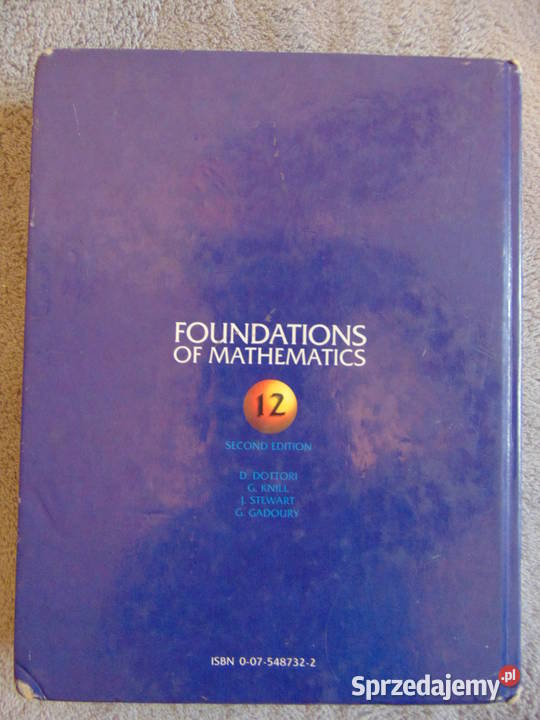 FOUNDATIONS
OF MATHEMATICS
12
SECOND EDITION
D. DOTTORI
G. KNILL
J. STEWART
G. GADOURY
ISBN 0-07-548732-2
Sprzedajemy.pl